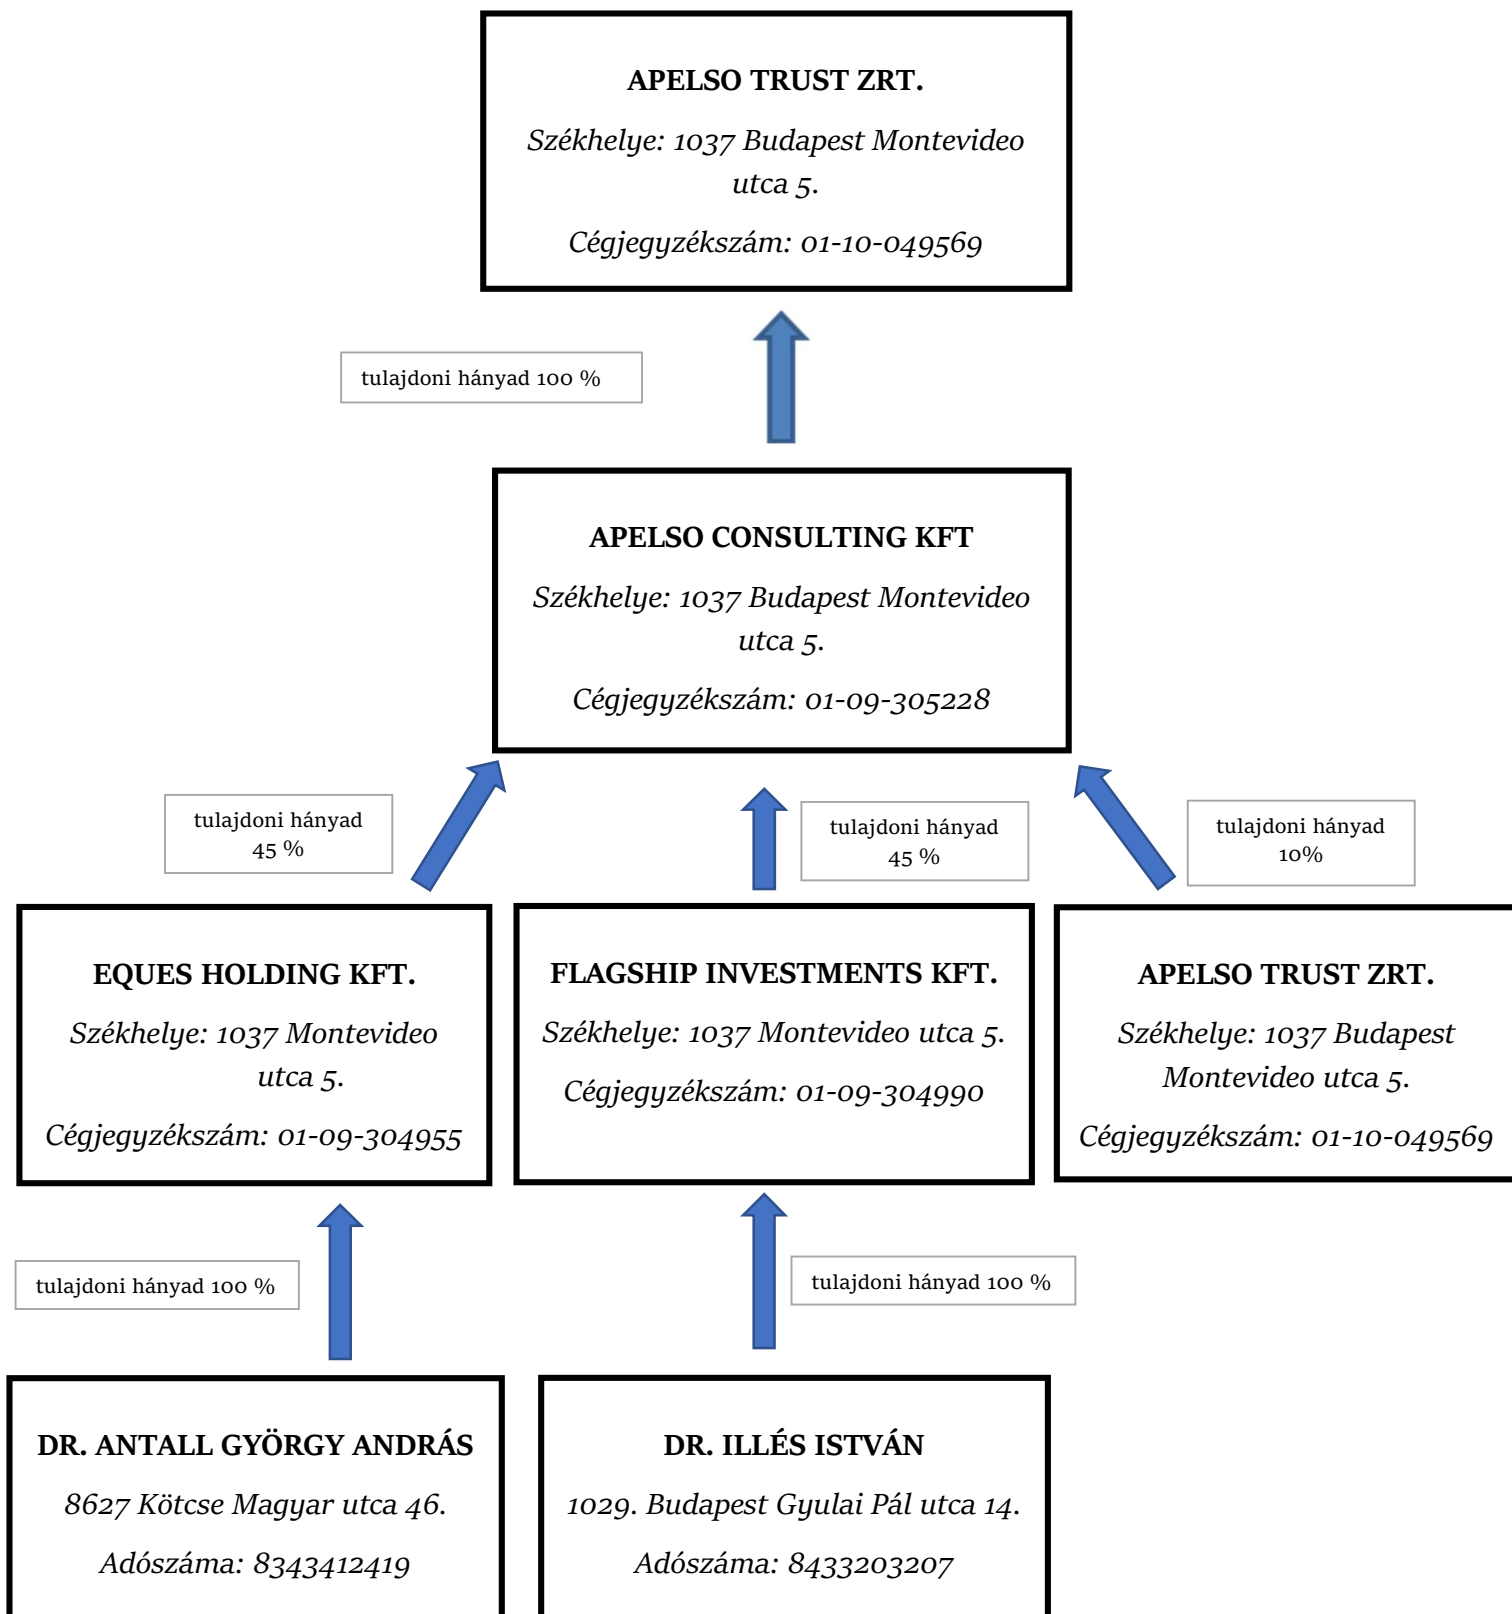 APELSO TRUST ZRT.
Székhelye: 1037 Budapest Montevideo
utca 5.
Cégjegyzékszám: 01-10-049569
tulajdoni hányad 100 %
APELSO CONSULTING KFT
Székhelye: 1037 Budapest Montevideo
utca 5.
Cégjegyzékszám: 01-09-305228
tulajdoni hányad
45 %
tulajdoni hányad
45 %
tulajdoni hányad
10%
EQUES HOLDING KFT.
Székhelye: 1037 Montevideo
utca 5.
Cégjegyzékszám: 01-09-304955
FLAGSHIP INVESTMENTS KFT.
Székhelye: 1037 Montevideo utca 5.
Cégjegyzékszám: 01-09-304990
APELSO TRUST ZRT.
Székhelye: 1037 Budapest
Montevideo utca 5.
Cégjegyzékszám: 01-10-049569
tulajdoni hányad 100 %
tulajdoni hányad 100 %
DR. ANTALL GYÖRGY ANDRÁS
8627 Kötcse Magyar utca 46.
Adószáma: 8343412419
DR. ILLÉS ISTVÁN
1029. Budapest Gyulai Pál utca 14.
Adószáma: 8433203207